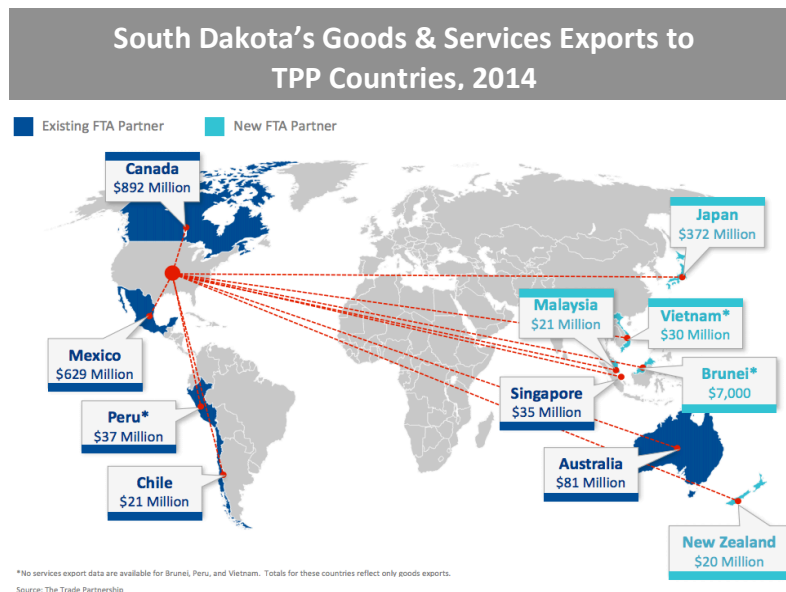 South Dakota’s Goods & Services Exports to
TPP Countries, 2014
Existing FTA Partner
New FTA Partner
Canada
$892 Million
Japan
$372 Million
Malaysia
$21 Million
Vietnam*
$30 Million
Mexico
$629 Million
Brunei*
$7,000
Singapore
$35 Million
Peru*
$37 Million
Australia
$81 Million
Chile
$21 Million
New Zealand
$20 Million
*No services export data are available for Brunei, Peru, and Vietnam. Totals for these countries reflect only goods exports.
Source: The Trade Partnership